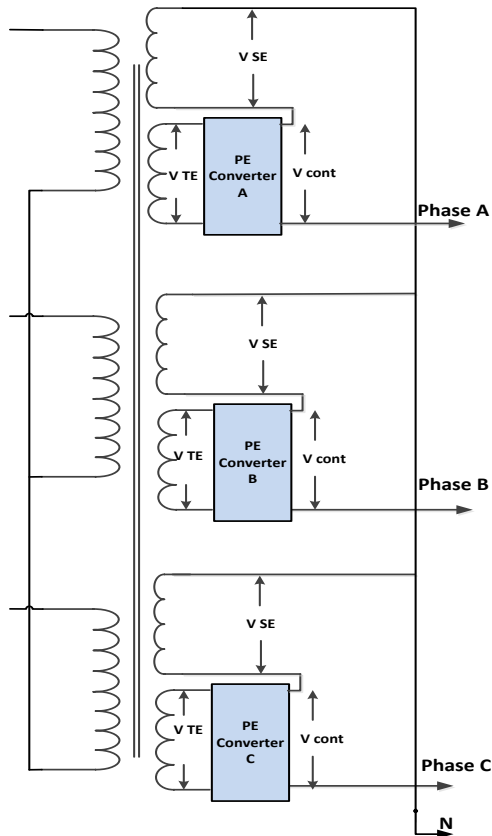 V SE
V TE
PE
Converter
A
V cont
Phase A
V SE
V TE
PE
Converter
B
V cont
Phase B
V SE
V TE
PE
Converter
C
V cont
Phase C
N